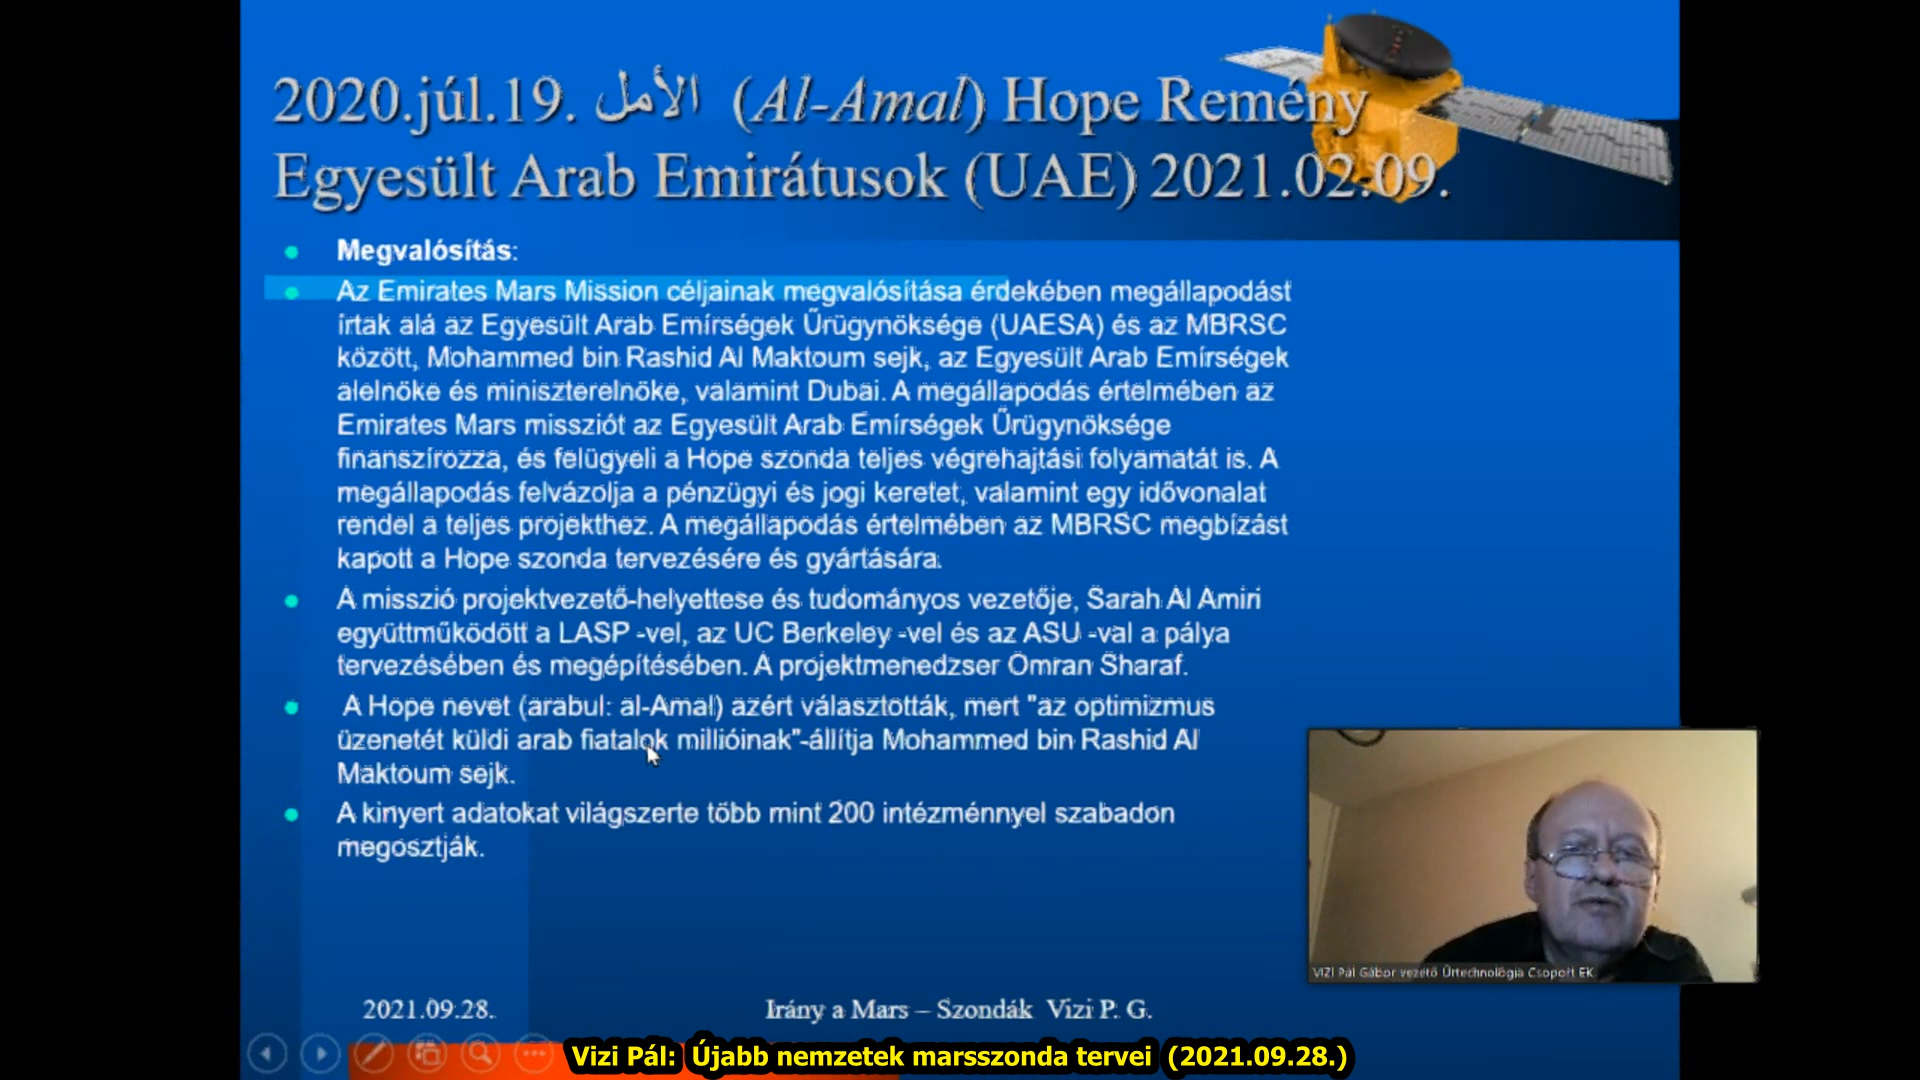 2020.júl.19. الأمل (Al-Amal) Hope Remény
Egyesült Arab Emirátusok (UAE) 2021.02.09.
Megvalósítás:
Az Emirates Mars Mission céljainak megvalósítása érdekében megállapodást
írtak alá az Egyesült Arab Emírségek Űrügynöksége (UAESA) és az MBRSC
között, Mohammed bin Rashid Al Maktoum sejk, az Egyesült Arab Emírségek
alelnöke és miniszterelnöke, valamint Dubai. A megállapodás értelmében az
Emirates Mars missziót az Egyesült Arab Emírségek Űrügynöksége
finanszírozza, és felügyeli a Hope szonda teljes végrehajtási folyamatát is. A
megállapodás felvázolja a pénzügyi és jogi keretet, valamint egy idővonalat
rendel a teljes projekthez. A megállapodás értelmében az MBRSC megbízást
kapott a Hope szonda tervezésére és gyártására.
A misszió projektvezető-helyettese és tudományos vezetője, Sarah Al Amiri
együttműködött a LASP -vel, az UC Berkeley -vel és az ASU -val a pálya
tervezésében és megépítésében. A projektmenedzser Omran Sharaf.
A Hope nevet (arabul: al-Amal) azért választották, mert "az optimizmus
üzenetét küldi arab fiatalok millióinak"-állítja Mohammed bin Rashid Al
Maktoum sejk.
A kinyert adatokat világszerte több mint 200 intézménnyel szabadon
megosztják.
VIZI Pál Gábor vezető Űrtechnológia Csoport EK
2021.09.28.
Irány a Mars – Szondák Vizi P. G.
Vizi Pál: Újabb nemzetek marsszonda tervei (2021.09.28.)